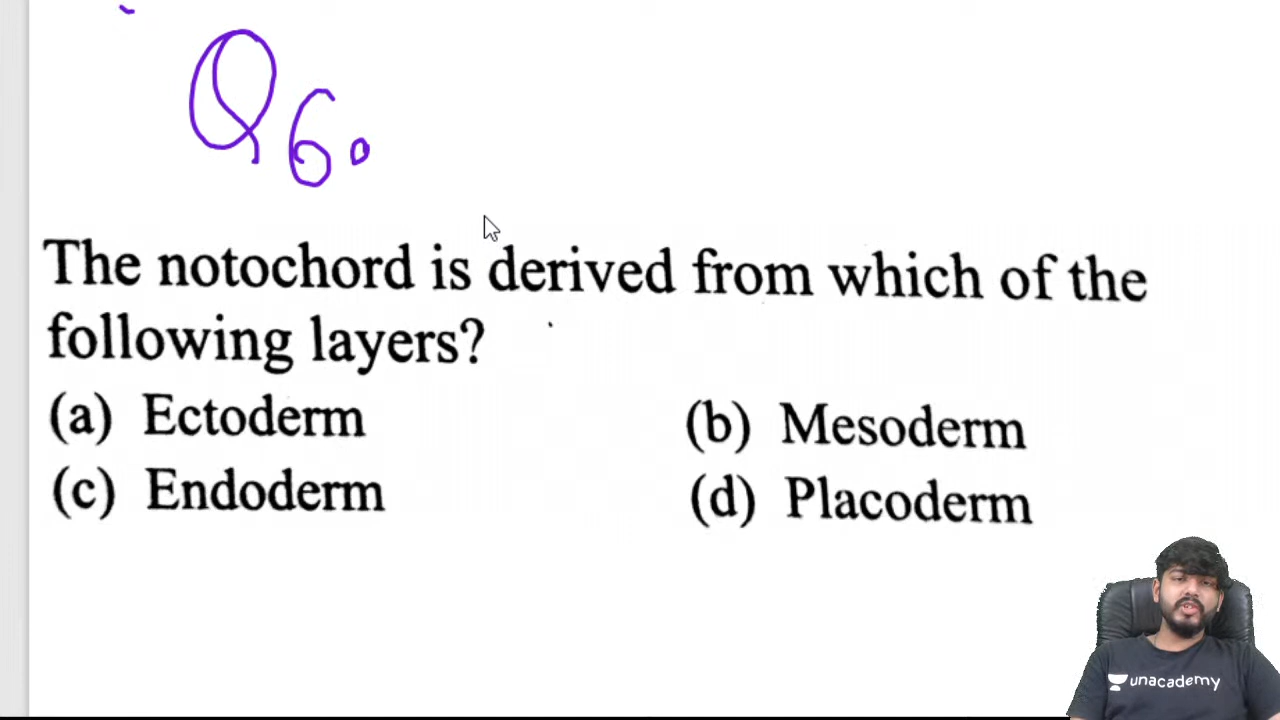 Q6.
The notochord is derived from which of the
following layers?
(a) Ectoderm (b) Mesoderm
(c) Endoderm (d) Placoderm
unacademy